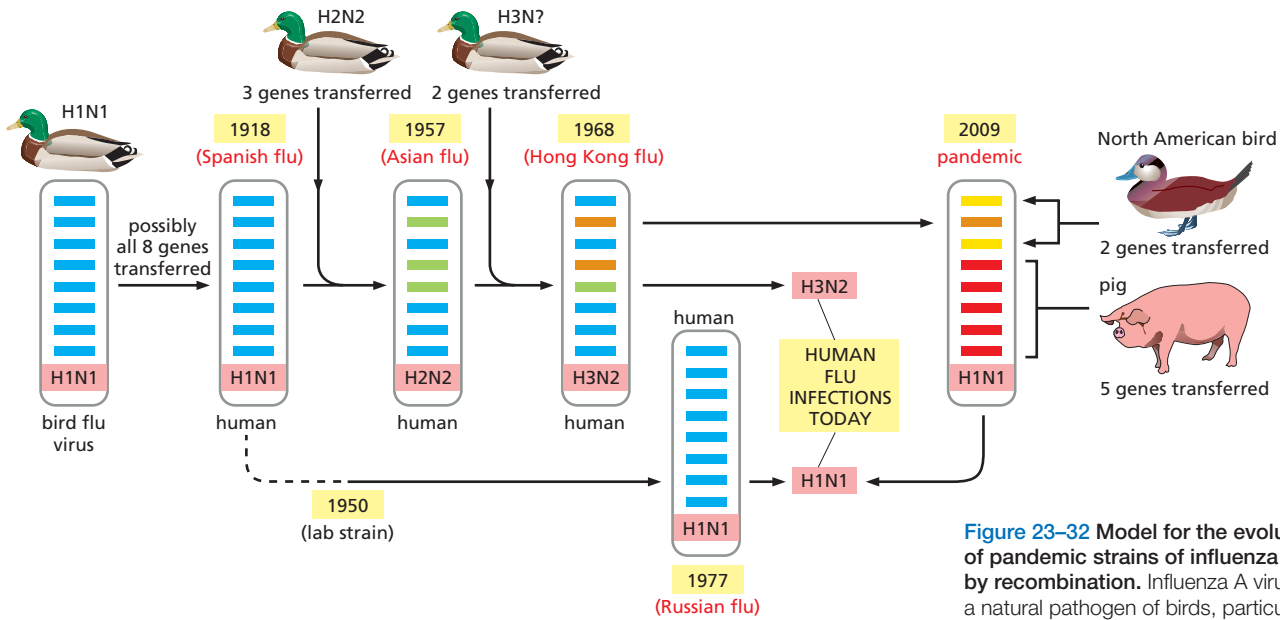 H1N1
H2N2
3 genes transferred
H3N?
2 genes transferred
1918
(Spanish flu)
1957
(Asian flu)
1968
(Hong Kong flu)
2009
pandemic
North American bird
2 genes transferred
possibly
all 8 genes
transferred
pig
5 genes transferred
H1N1
bird flu
virus
H1N1
human
H2N2
human
H3N2
human
H3N2
HUMAN
FLU
INFECTIONS
TODAY
H1N1
H1N1
human
H1N1
1977
(Russian flu)
1950
(lab strain)
Figure 23–32 Model for the evolu
of pandemic strains of influenza
by recombination. Influenza A viru
a natural pathogen of birds, particu